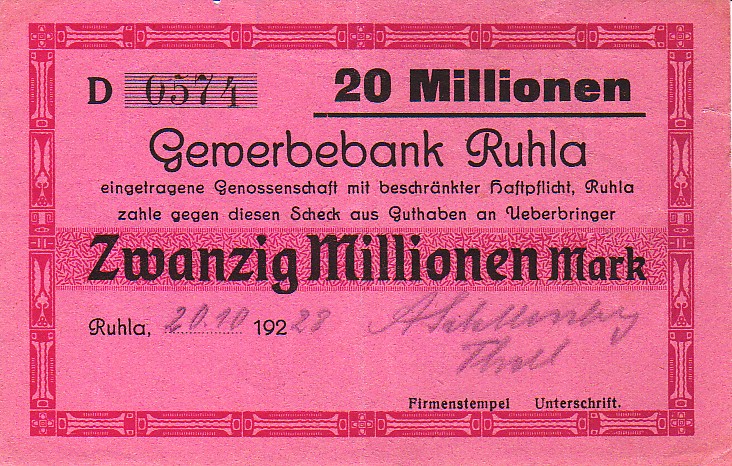 D 0574 20 Millionen
Gewerbebank Ruhla
eingetragene Genossenschaft mit beschränkter Haftpflicht, Ruhla
zahle gegen diesen Scheck aus Guthaben an Ueberbringer
Zwanzig Millionen Mark
Ruhla, 20.10 192
Firmenstempel Unterschrift.